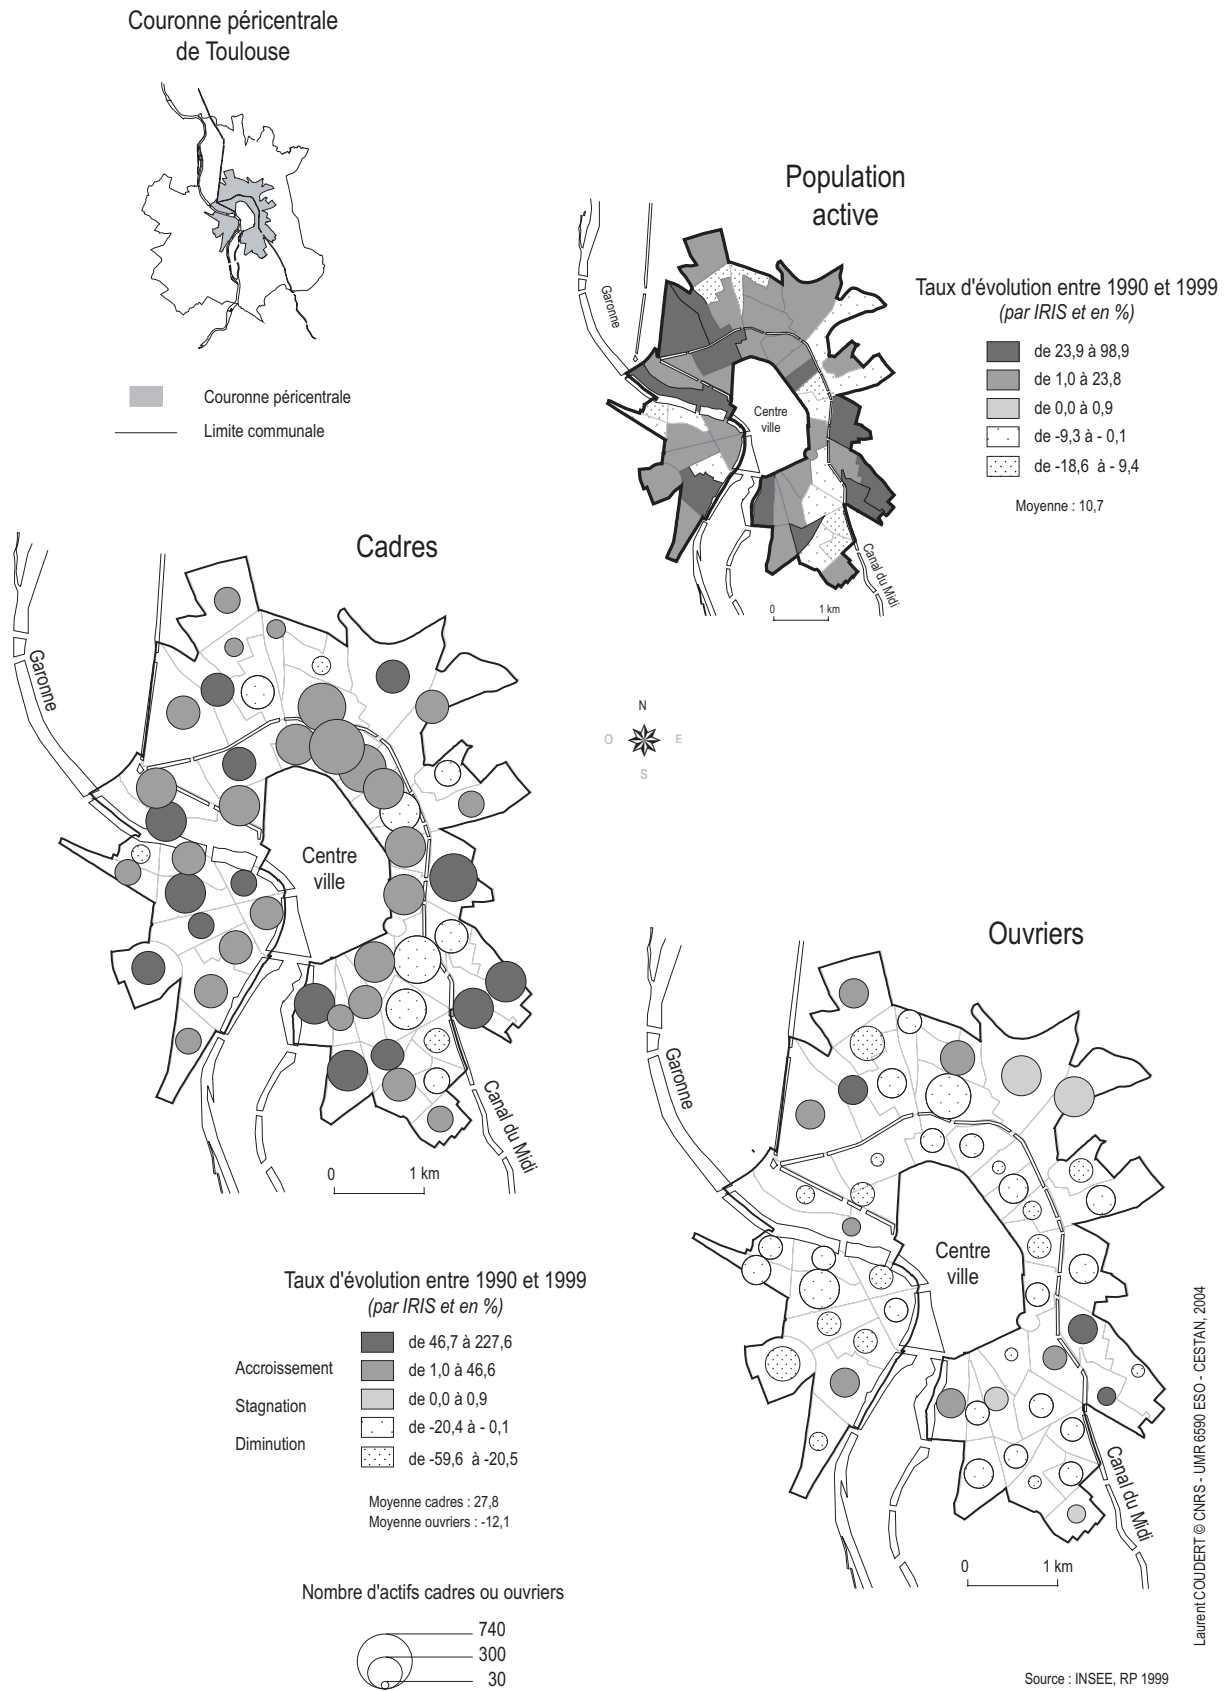 Couronne péricentrale
de Toulouse
Couronne péricentrale
Limite communale
Population
active
Garonne
Centre
ville
Canal du Midi
0 1 km
Taux d'évolution entre 1990 et 1999
(par IRIS et en %)
de 23,9 à 98,9
de 1,0 à 23,8
de 0,0 à 0,9
de -9,3 à - 0,1
de -18,6 à - 9,4
Moyenne : 10,7
Cadres
Garonne
Centre
ville
Canal du Midi
0 1 km
N
O E
S
Ouvriers
Garonne
Centre
ville
Canal du Midi
0 1 km
Taux d'évolution entre 1990 et 1999
(par IRIS et en %)
de 46,7 à 227,6
Accroissement
de 1,0 à 46,6
Stagnation
de 0,0 à 0,9
de -20,4 à - 0,1
Diminution
de -59,6 à -20,5
Moyenne cadres : 27,8
Moyenne ouvriers : -12,1
Nombre d'actifs cadres ou ouvriers
740
300
30
Laurent COUDERT © CNRS - UMR 6590 ESO - CESTAN, 2004
Source : INSEE, RP 1999